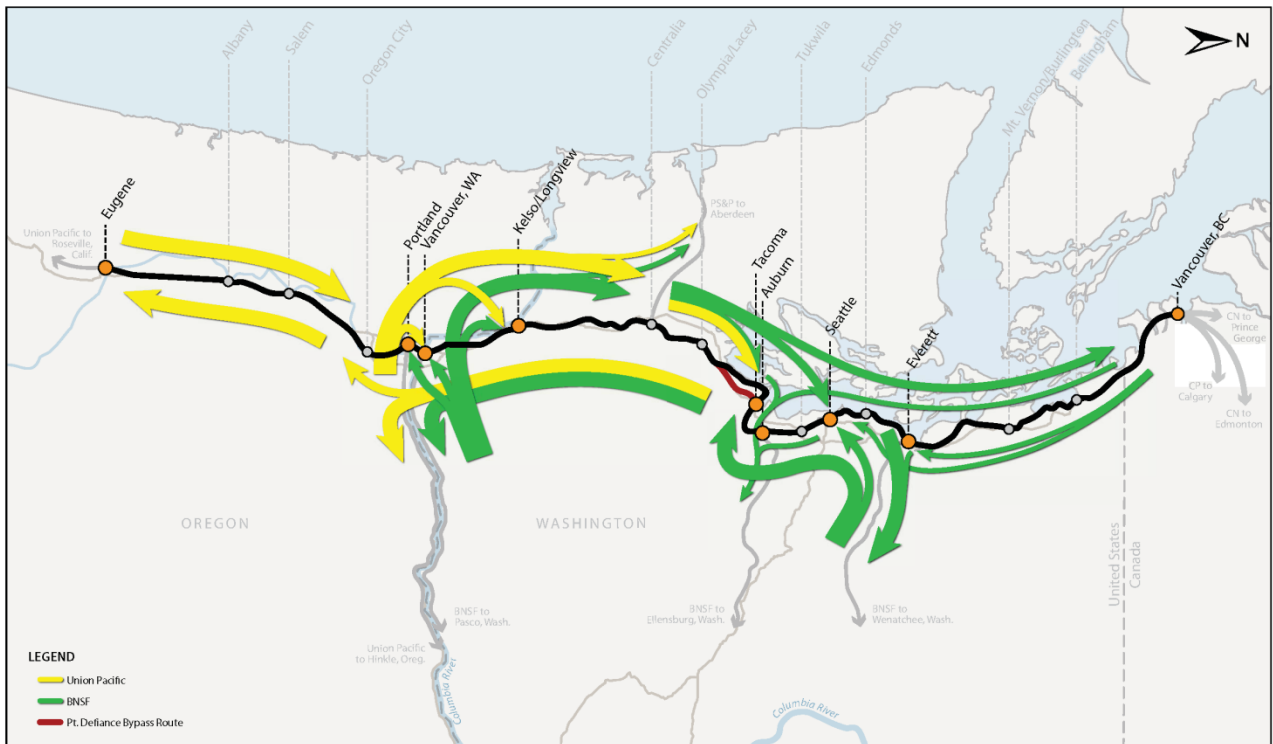 Albany
Salem
Oregon City
Centralia
Olympia/Lacey
Tukwila
Edmonds
Mt. Vernon/Burlington
Bellingham
N
Eugene
Portland
Vancouver, WA
Kelso/Longview
Tacoma
Auburn
Seattle
Everett
Vancouver, BC
Union Pacific to
Roseville,
Calif.
PS&P to
Aberdeen
CN to
Prince
George
CP to
Calgary
CN to
Edmonton
OREGON
WASHINGTON
United States
Canada
BNSF to
Pasco, Wash.
Union Pacific
to Hinkle, Oreg.
Columbia River
BNSF to
Ellensburg, Wash.
BNSF to
Wenatchee, Wash.
Columbia River
LEGEND
Union Pacific
BNSF
Pt. Defiance Bypass Route